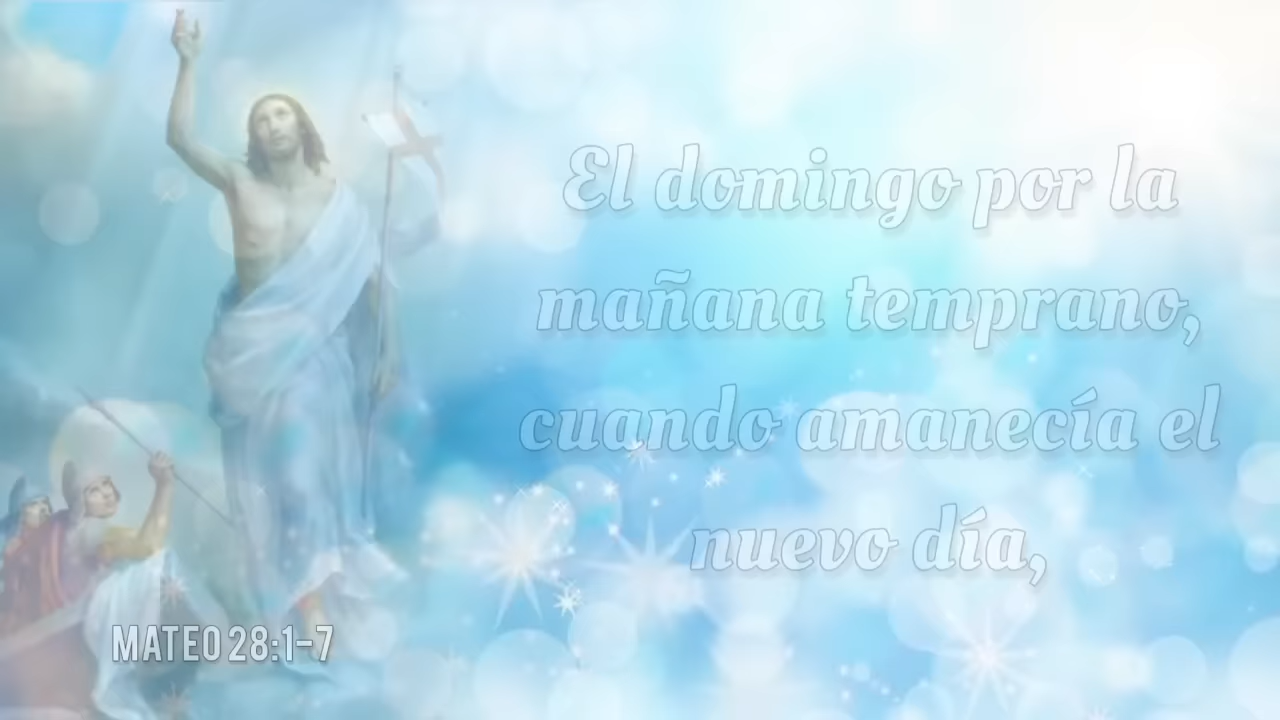 El domingo por la
mañana temprano,
cuando amanecía el
nuevo día,
MATEO 28:1-7